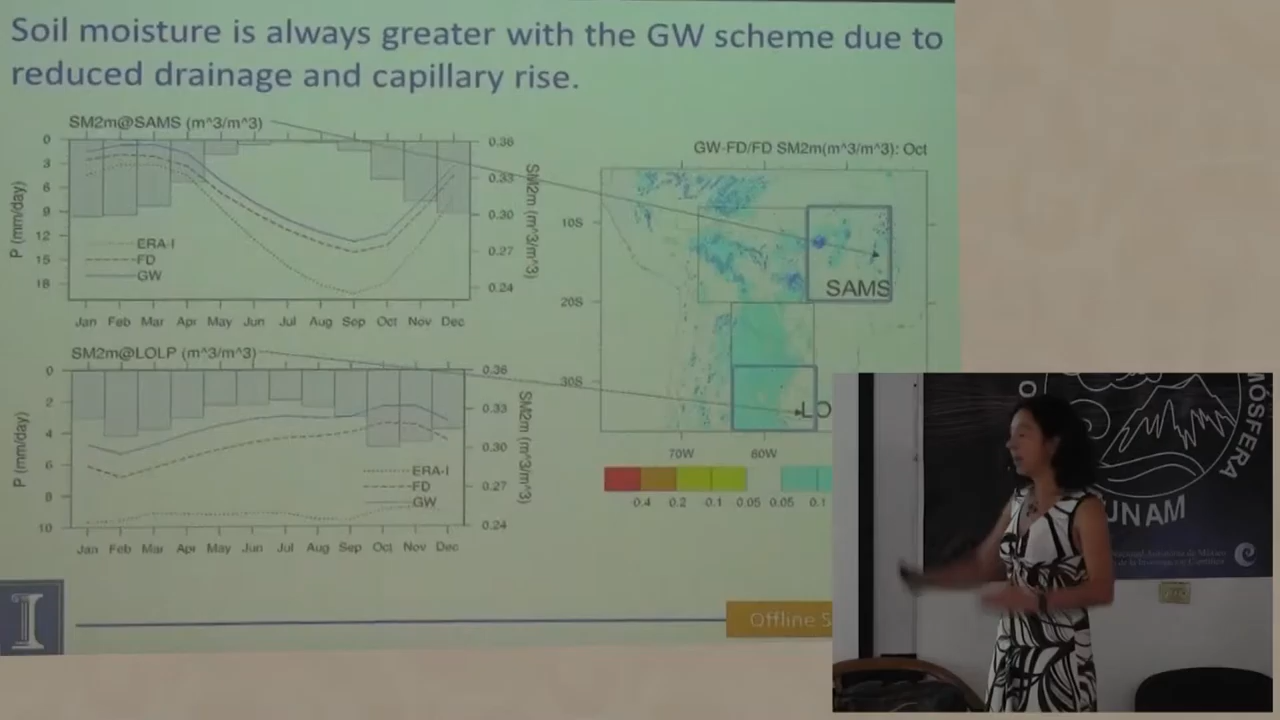 Soil moisture is always greater with the GW scheme due to
reduced drainage and capillary rise.
SM2m@SAMS (m^3/m^3)
0
3
6
9
12
15
18
P (mm/day)
ERA-I
FD
GW
0.36
0.33
0.30
0.27
0.24
SM2m (m^3/m^3)
Jan Feb Mar Apr May Jun Jul Aug Sep Oct Nov Dec
SM2m@LOLP (m^3/m^3)
0
2
4
6
8
10
P (mm/day)
ERA-I
FD
GW
0.36
0.33
0.30
0.27
0.24
SM2m (m^3/m^3)
Jan Feb Mar Apr May Jun Jul Aug Sep Oct Nov Dec
GW-FD/FD SM2m(m^3/m^3): Oct
10S
20S
30S
SAMS
LO
70W 60W
0.4 0.2 0.1 0.05 0.05 0.1
I
Offline S
O
MÓSFERA
UNAM